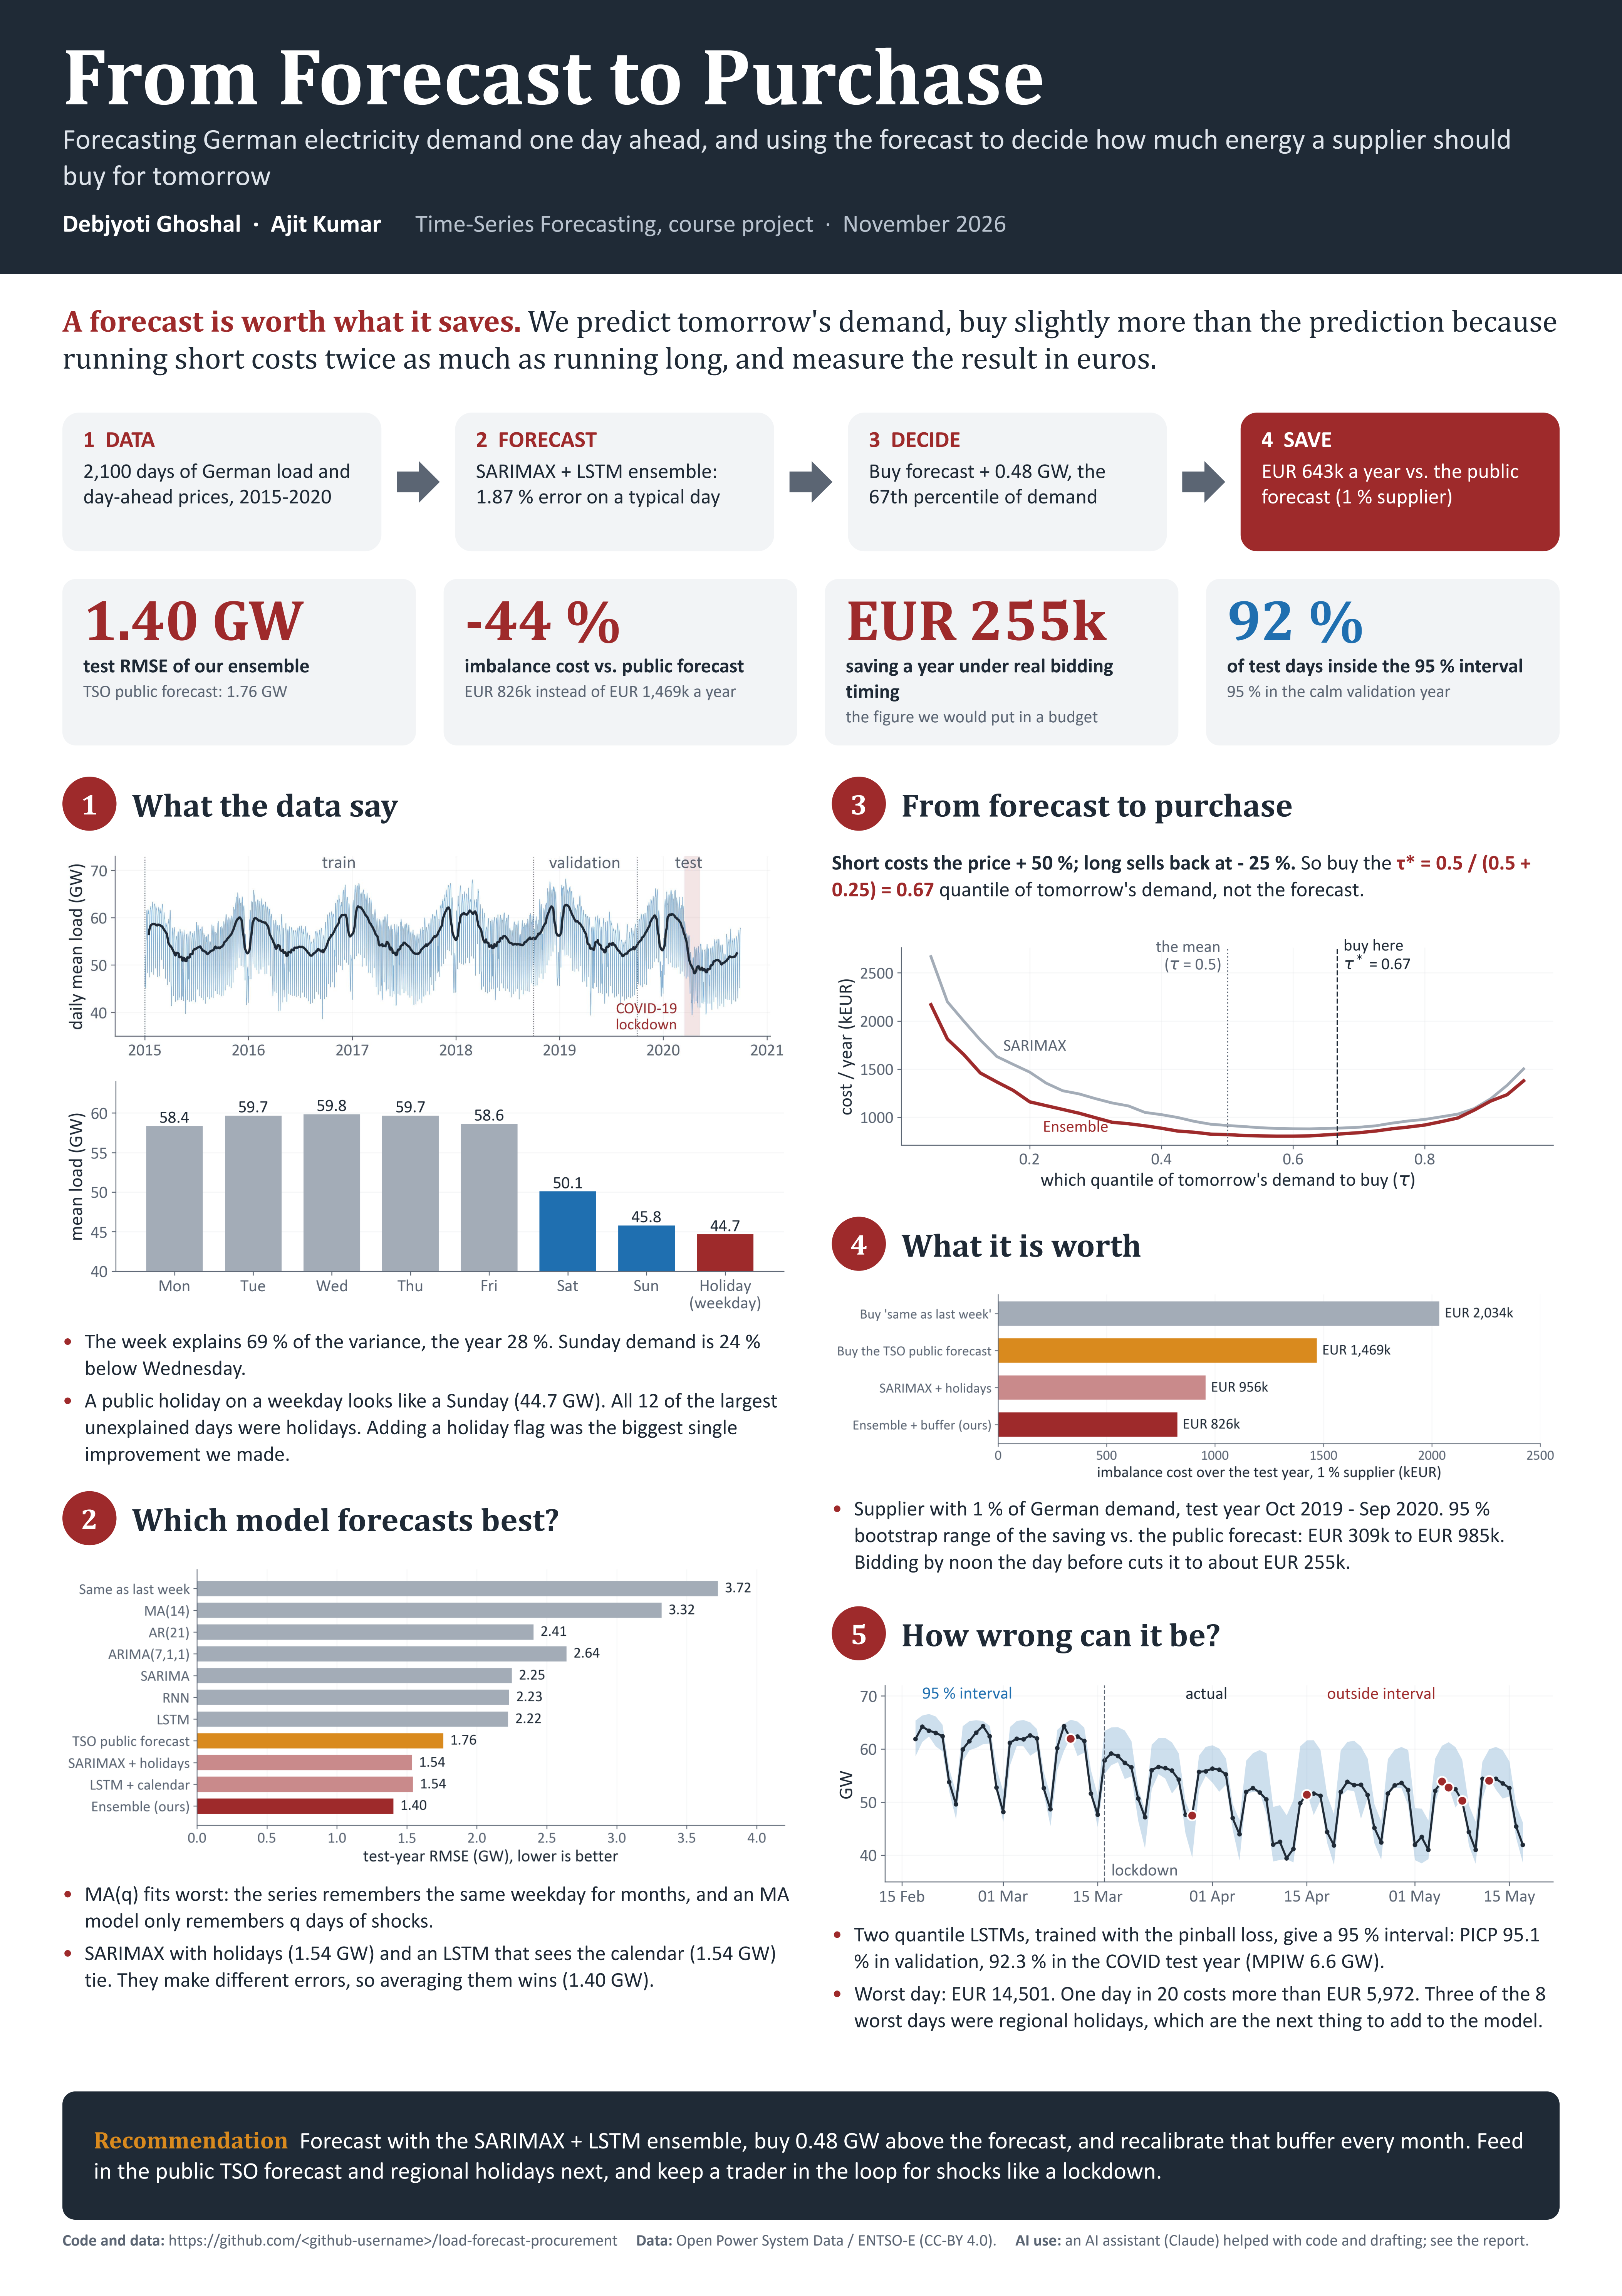 From Forecast to Purchase
Forecasting German electricity demand one day ahead, and using the forecast to decide how much energy a supplier should
buy for tomorrow
Debjyoti Ghoshal · Ajit Kumar Time-Series Forecasting, course project · November 2026
A forecast is worth what it saves. We predict tomorrow's demand, buy slightly more than the prediction because
running short costs twice as much as running long, and measure the result in euros.
1 DATA
2,100 days of German load and
day-ahead prices, 2015-2020
2 FORECAST
SARIMAX + LSTM ensemble:
1.87 % error on a typical day
3 DECIDE
Buy forecast + 0.48 GW, the
67th percentile of demand
4 SAVE
EUR 643k a year vs. the public
forecast (1 % supplier)
1.40 GW
test RMSE of our ensemble
TSO public forecast: 1.76 GW
-44 %
imbalance cost vs. public forecast
EUR 826k instead of EUR 1,469k a year
EUR 255k
saving a year under real bidding
timing
the figure we would put in a budget
92 %
of test days inside the 95 % interval
95 % in the calm validation year
1 What the data say
daily mean load (GW)
70
60
50
40
train
validation
test
COVID-19
lockdown
2015 2016 2017 2018 2019 2020 2021
mean load (GW)
60
55
50
45
40
58.4 59.7 59.8 59.7 58.6 50.1 45.8 44.7
Mon Tue Wed Thu Fri Sat Sun Holiday
(weekday)
• The week explains 69 % of the variance, the year 28 %. Sunday demand is 24 %
below Wednesday.
• A public holiday on a weekday looks like a Sunday (44.7 GW). All 12 of the largest
unexplained days were holidays. Adding a holiday flag was the biggest single
improvement we made.
2 Which model forecasts best?
Same as last week 3.72
MA(14) 3.32
AR(21) 2.41
ARIMA(7,1,1) 2.64
SARIMA 2.25
RNN 2.23
LSTM 2.22
TSO public forecast 1.76
SARIMAX + holidays 1.54
LSTM + calendar 1.54
Ensemble (ours) 1.40
0.0 0.5 1.0 1.5 2.0 2.5 3.0 3.5 4.0
test-year RMSE (GW), lower is better
• MA(q) fits worst: the series remembers the same weekday for months, and an MA
model only remembers q days of shocks.
• SARIMAX with holidays (1.54 GW) and an LSTM that sees the calendar (1.54 GW)
tie. They make different errors, so averaging them wins (1.40 GW).
3 From forecast to purchase
Short costs the price + 50 %; long sells back at - 25 %. So buy the τ* = 0.5 / (0.5 +
0.25) = 0.67 quantile of tomorrow's demand, not the forecast.
cost / year (kEUR)
2500
2000
1500
1000
the mean
(τ = 0.5)
buy here
τ* = 0.67
SARIMAX
Ensemble
0.2 0.4 0.6 0.8
which quantile of tomorrow's demand to buy (τ)
4 What it is worth
Buy 'same as last week' EUR 2,034k
Buy the TSO public forecast EUR 1,469k
SARIMAX + holidays EUR 956k
Ensemble + buffer (ours) EUR 826k
0 500 1000 1500 2000 2500
imbalance cost over the test year, 1 % supplier (kEUR)
• Supplier with 1 % of German demand, test year Oct 2019 - Sep 2020. 95 %
bootstrap range of the saving vs. the public forecast: EUR 309k to EUR 985k.
Bidding by noon the day before cuts it to about EUR 255k.
5 How wrong can it be?
GW
70
60
50
40
95 % interval
actual
outside interval
lockdown
15 Feb 01 Mar 15 Mar 01 Apr 15 Apr 01 May 15 May
• Two quantile LSTMs, trained with the pinball loss, give a 95 % interval: PICP 95.1
% in validation, 92.3 % in the COVID test year (MPIW 6.6 GW).
• Worst day: EUR 14,501. One day in 20 costs more than EUR 5,972. Three of the 8
worst days were regional holidays, which are the next thing to add to the model.
Recommendation Forecast with the SARIMAX + LSTM ensemble, buy 0.48 GW above the forecast, and recalibrate that buffer every month. Feed
in the public TSO forecast and regional holidays next, and keep a trader in the loop for shocks like a lockdown.
Code and data: https://github.com/<github-username>/load-forecast-procurement Data: Open Power System Data / ENTSO-E (CC-BY 4.0). AI use: an AI assistant (Claude) helped with code and drafting; see the report.